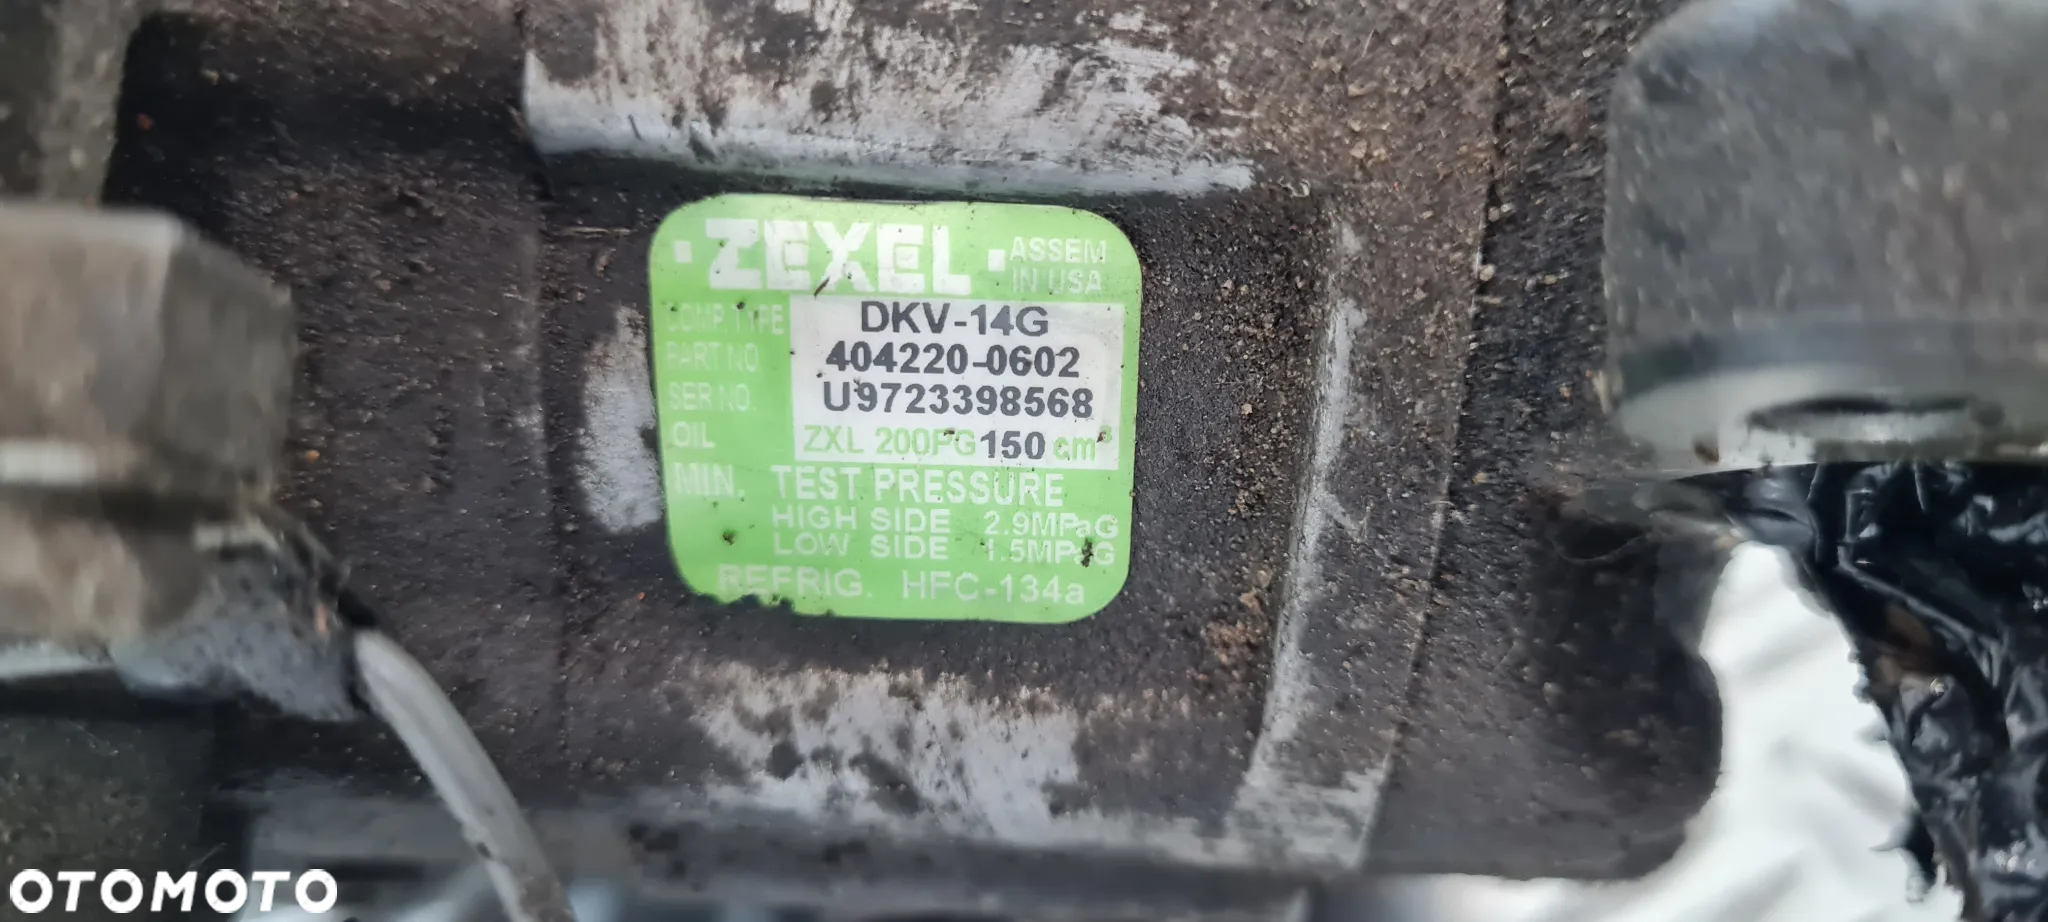 ZEXEL ASSEM
IN USA
COMP. TYPE DKV-14G
PART NO 404220-0602
SER NO. U9723398568
OIL ZXL 200PG 150 cm³
MIN. TEST PRESSURE
HIGH SIDE 2.9MPaG
LOW SIDE 1.5MPaG
REFRIG. HFC-134a
OTOMOTO